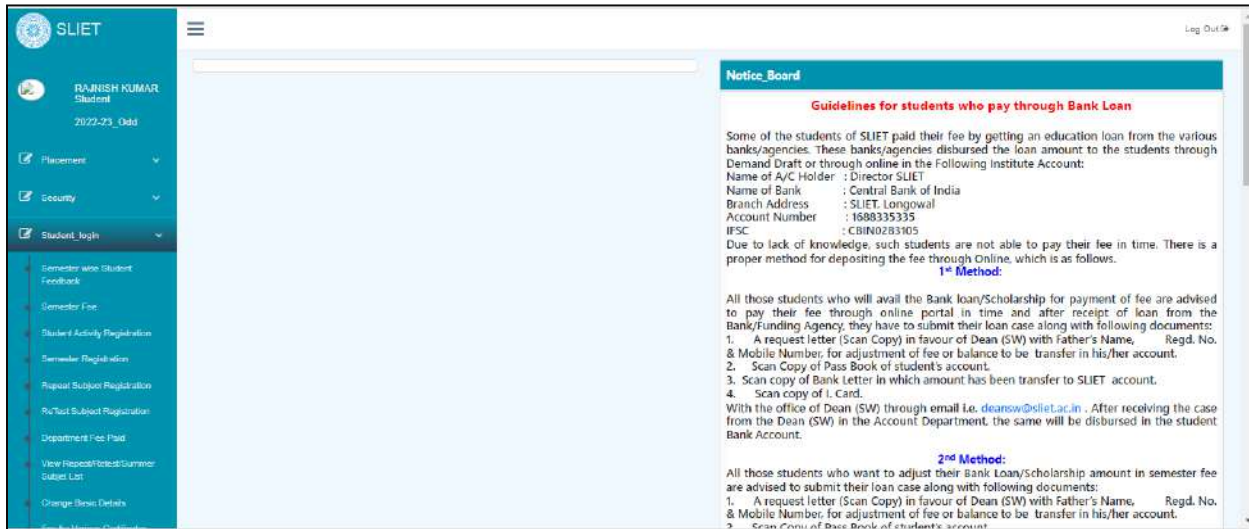 SLIET
Log Out
RAJNISH KUMAR
Student
2022-23_Odd
Placement
Security
Student_login
Semester wise Student
Feedback
Semester Fee
Student Activity Registration
Semester Registration
Repeat Subject Registration
ReTest Subject Registration
Department Fee Paid
View Repeat/Retest/Summer
Subjet List
Change Basic Details
Notice_Board
Guidelines for students who pay through Bank Loan
Some of the students of SLIET paid their fee by getting an education loan from the various
banks/agencies. These banks/agencies disbursed the loan amount to the students through
Demand Draft or through online in the Following Institute Account:
Name of A/C Holder : Director SLIET
Name of Bank : Central Bank of India
Branch Address : SLIET, Longowal
Account Number : 1688335335
IFSC : CBIN0283105
Due to lack of knowledge, such students are not able to pay their fee in time. There is a
proper method for depositing the fee through Online, which is as follows.
1st Method:
All those students who will avail the Bank loan/Scholarship for payment of fee are advised
to pay their fee through online portal in time and after receipt of loan from the
Bank/Funding Agency, they have to submit their loan case along with following documents:
1. A request letter (Scan Copy) in favour of Dean (SW) with Father's Name, Regd. No.
& Mobile Number, for adjustment of fee or balance to be transfer in his/her account.
2. Scan Copy of Pass Book of student's account.
3. Scan copy of Bank Letter in which amount has been transfer to SLIET account.
4. Scan copy of I. Card.
With the office of Dean (SW) through email i.e. deansw@sliet.ac.in . After receiving the case
from the Dean (SW) in the Account Department, the same will be disbursed in the student
Bank Account.
2nd Method:
All those students who want to adjust their Bank Loan/Scholarship amount in semester fee
are advised to submit their loan case along with following documents:
1. A request letter (Scan Copy) in favour of Dean (SW) with Father's Name, Regd. No.
& Mobile Number, for adjustment of fee or balance to be transfer in his/her account.
2. Scan Copy of Pass Book of student's account